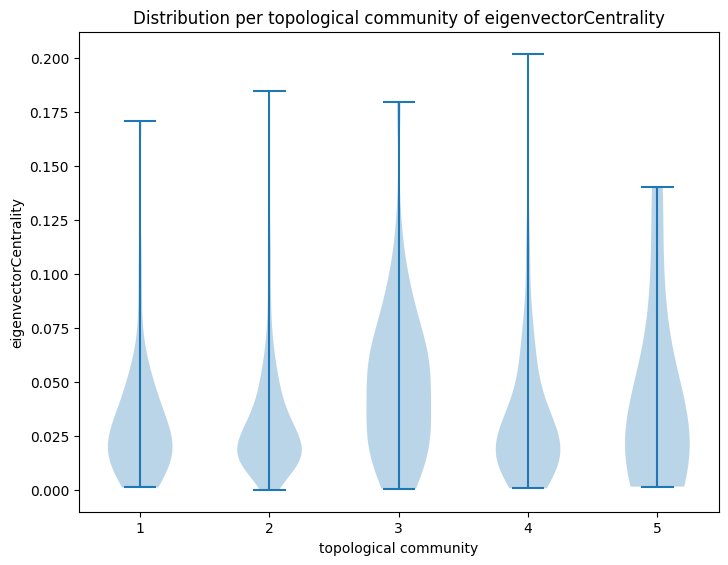 Distribution per topological community of eigenvectorCentrality
eigenvectorCentrality
0.200
0.175
0.150
0.125
0.100
0.075
0.050
0.025
0.000
1 2 3 4 5
topological community